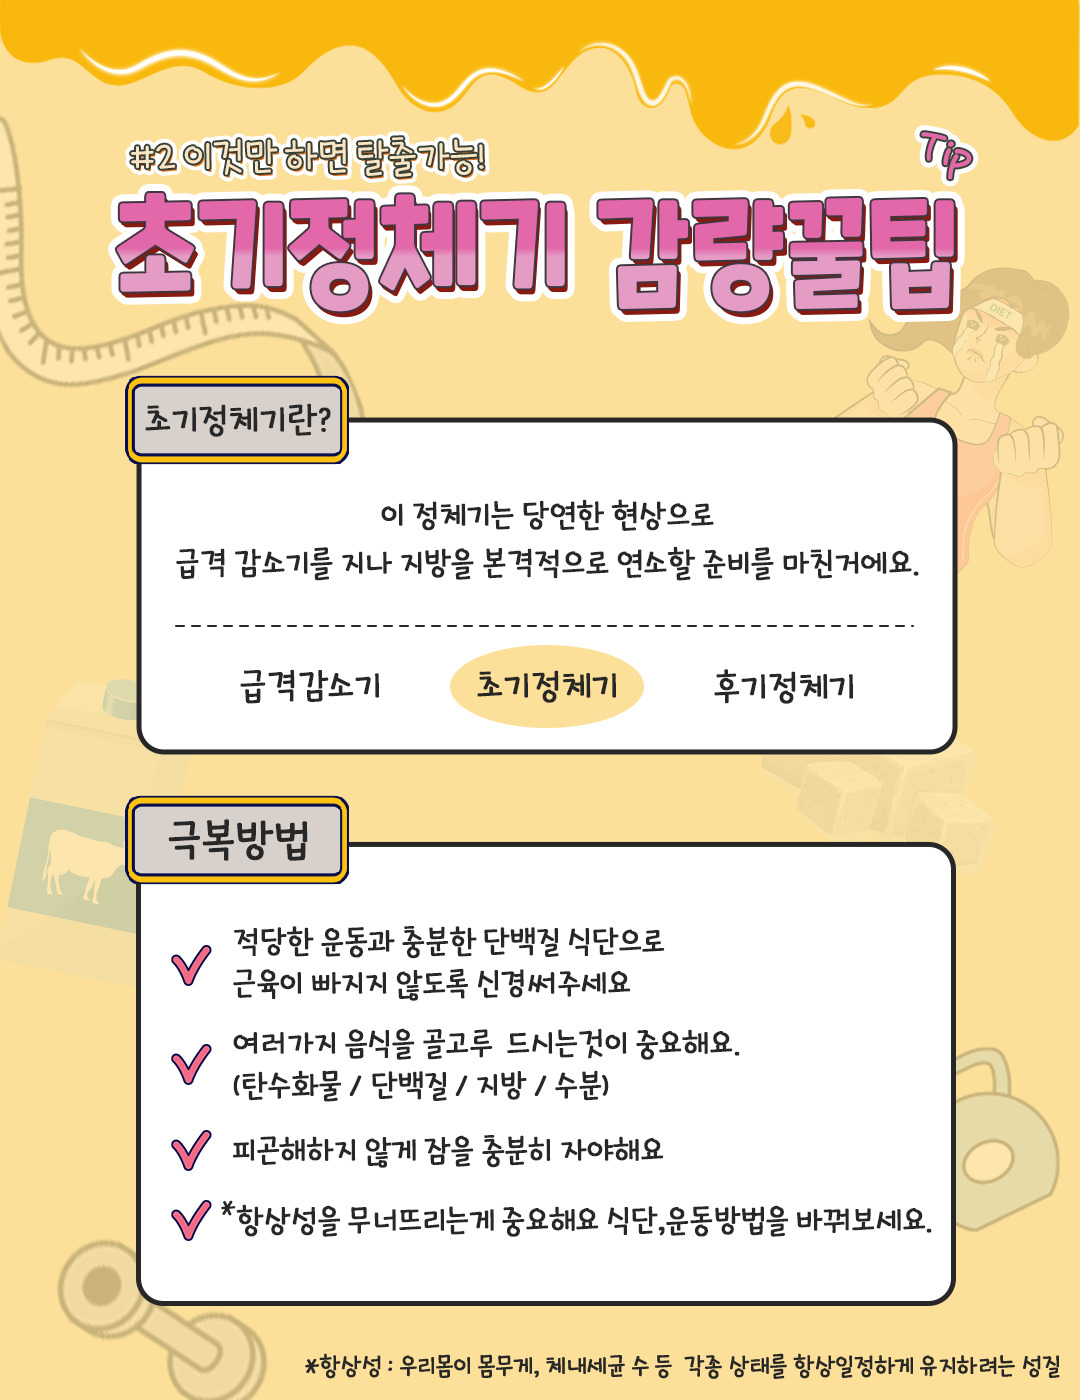 #2 이것만 하면 탈출가능!
Tip
초기정체기 감량꿀팁
DIET
초기정체기란?
이 정체기는 당연한 현상으로
급격 감소기를 지나 지방을 본격적으로 연소할 준비를 마친거에요.
급격감소기 초기정체기 후기정체기
극복방법
적당한 운동과 충분한 단백질 식단으로
근육이 빠지지 않도록 신경써주세요
여러가지 음식을 골고루 드시는것이 중요해요.
(탄수화물 / 단백질 / 지방 / 수분)
피곤해하지 않게 잠을 충분히 자야해요
*항상성을 무너뜨리는게 중요해요 식단,운동방법을 바꿔보세요.
*항상성 : 우리몸이 몸무게, 체내세균 수 등 각종 상태를 항상일정하게 유지하려는 성질